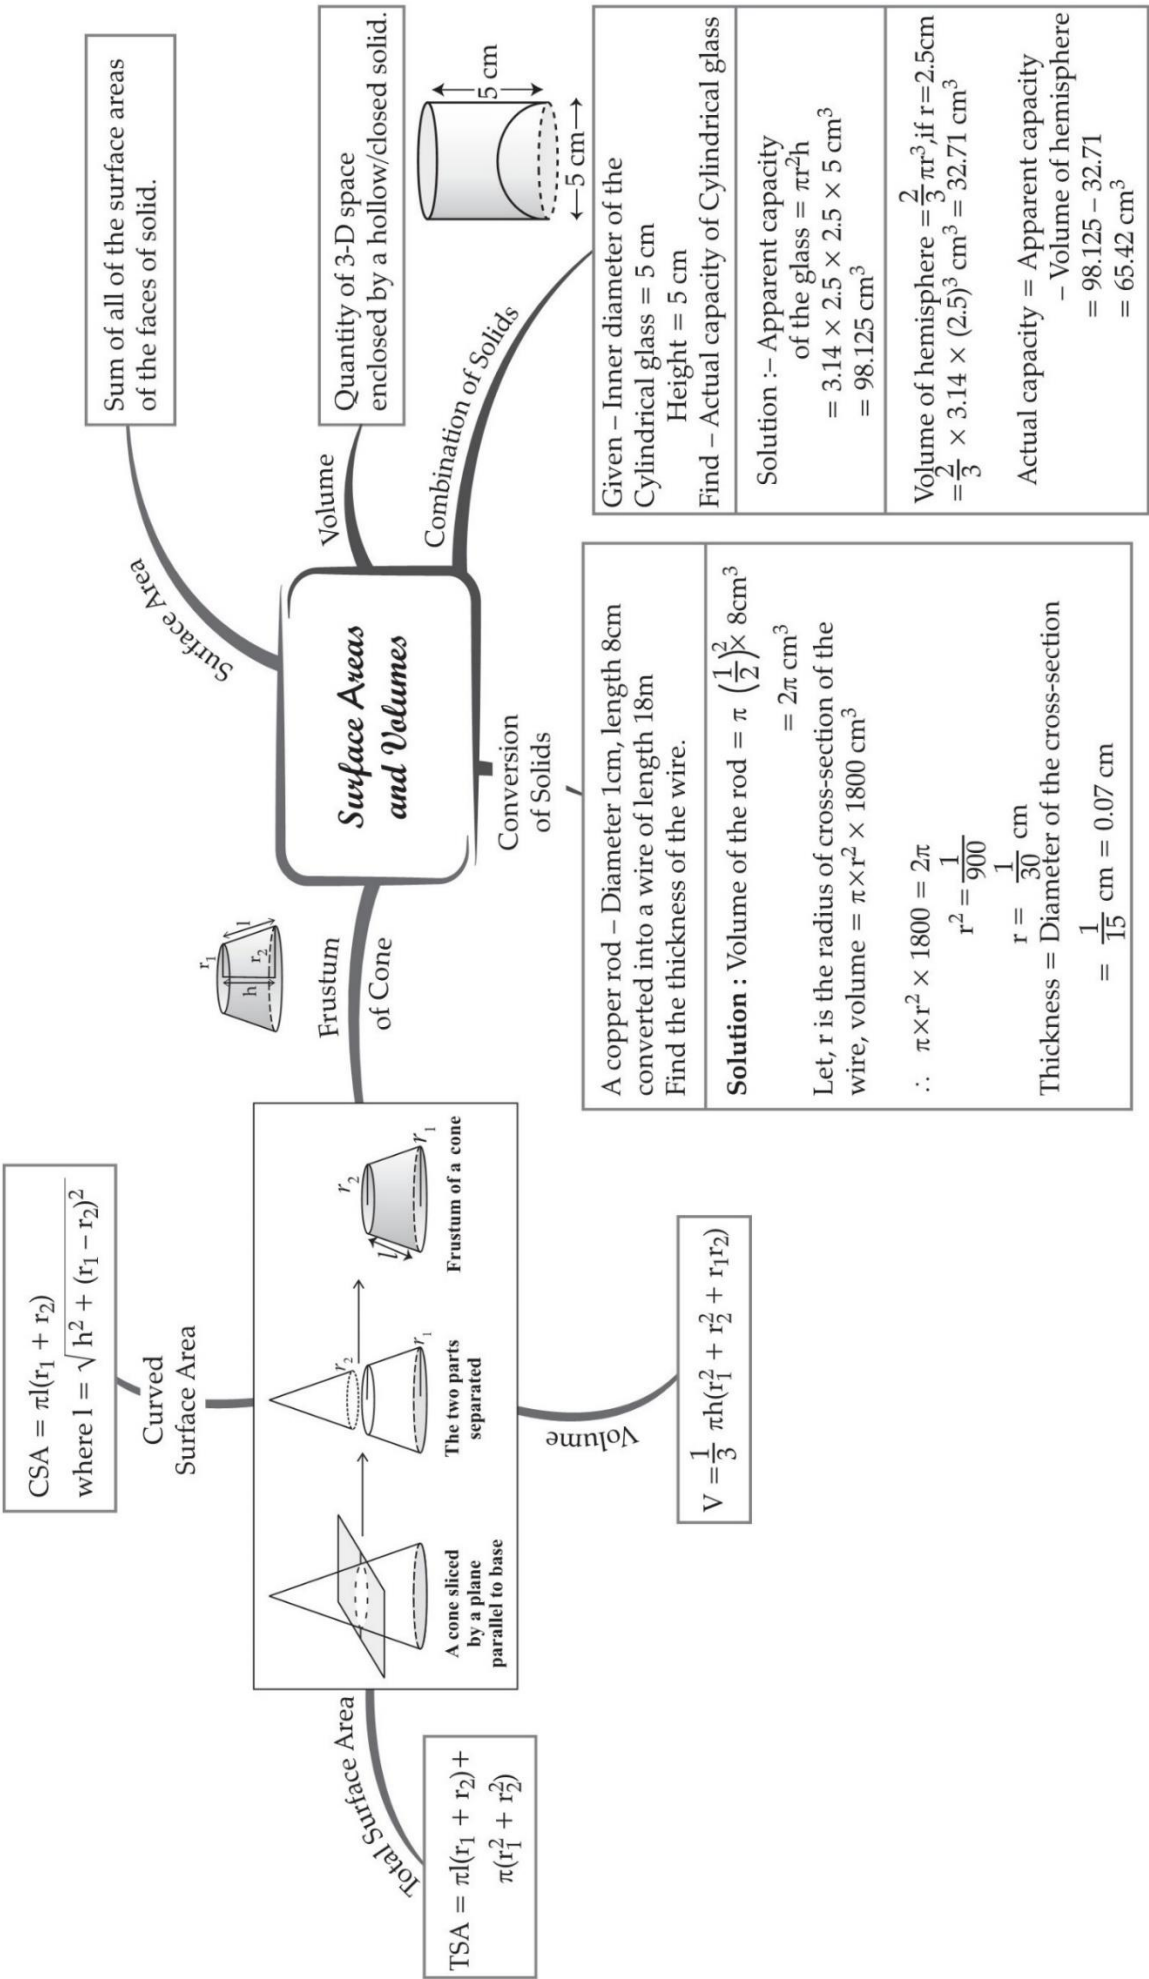 Surface Areas
and Volumes
Surface Area
Sum of all of the surface areas
of the faces of solid.
Volume
Quantity of 3-D space
enclosed by a hollow/closed solid.
Combination of Solids
5 cm
5 cm
Given – Inner diameter of the
Cylindrical glass = 5 cm
Height = 5 cm
Find – Actual capacity of Cylindrical glass
Solution :– Apparent capacity
of the glass = πr²h
= 3.14 × 2.5 × 2.5 × 5 cm³
= 98.125 cm³
Volume of hemisphere = 2/3 πr³,if r=2.5cm
= 2/3 × 3.14 × (2.5)³ cm³ = 32.71 cm³
Actual capacity = Apparent capacity
– Volume of hemisphere
= 98.125 – 32.71
= 65.42 cm³
Conversion
of Solids
A copper rod – Diameter 1cm, length 8cm
converted into a wire of length 18m
Find the thickness of the wire.
Solution : Volume of the rod = π (1/2)² × 8cm³
= 2π cm³
Let, r is the radius of cross-section of the
wire, volume = π×r² × 1800 cm³
∴ π×r² × 1800 = 2π
r² = 1/900
r = 1/30 cm
Thickness = Diameter of the cross-section
= 1/15 cm = 0.07 cm
Frustum
of Cone
r₁
h
r₂
l
A cone sliced
by a plane
parallel to base
r₂
r₁
The two parts
separated
r₂
l
r₁
Frustum of a cone
Curved
Surface Area
CSA = πl(r₁ + r₂)
where l = √h² + (r₁ – r₂)²
Volume
V = 1/3 πh(r₁² + r₂² + r₁r₂)
Total Surface Area
TSA = πl(r₁ + r₂)+
π(r₁² + r₂²)